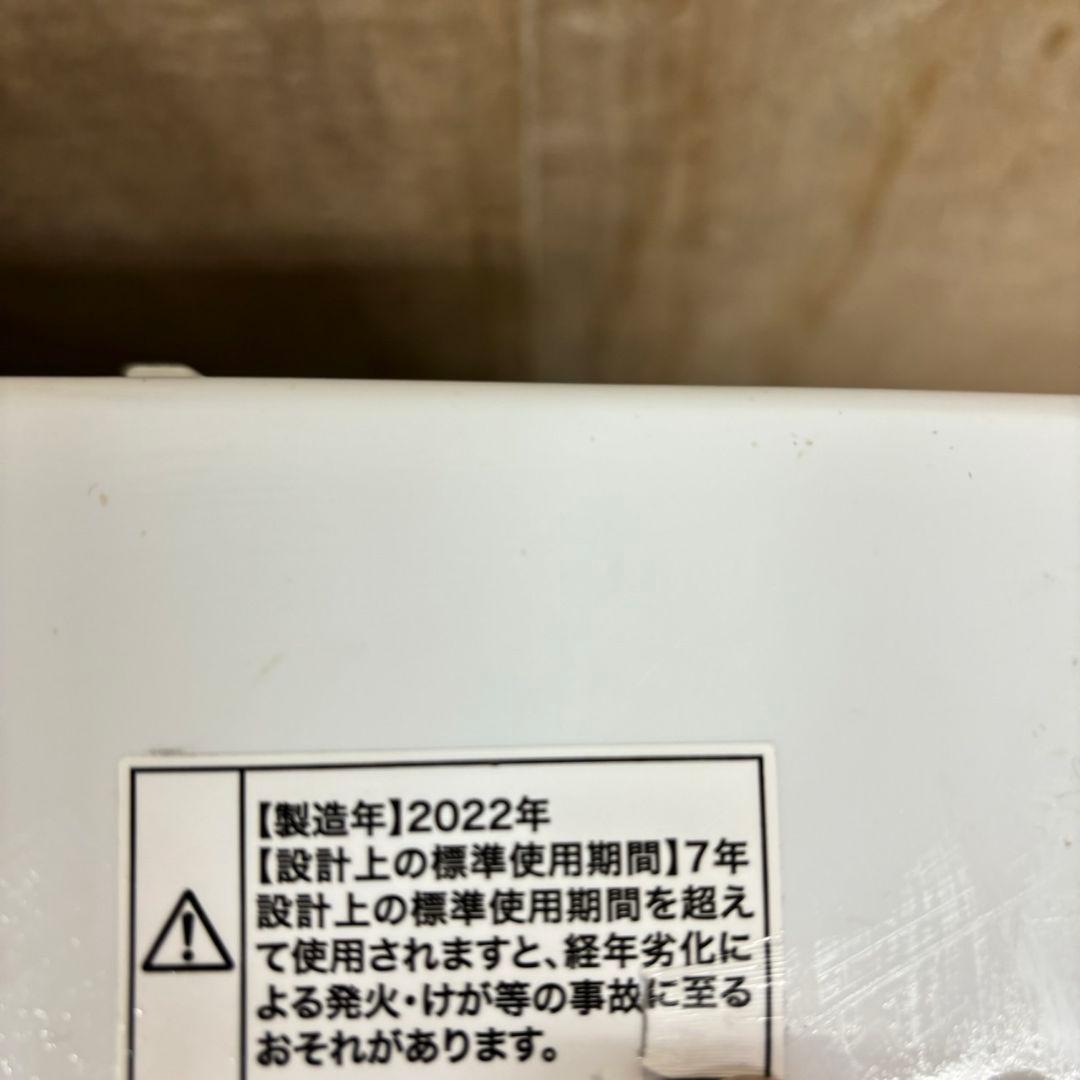 【製造年】2022年
【設計上の標準使用期間】7年
設計上の標準使用期間を超え
て使用されますと、経年劣化に
よる発火・けが等の事故に至る
おそれがあります。